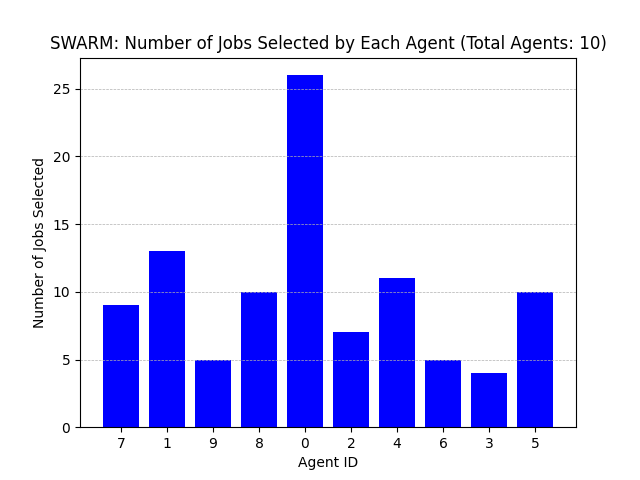 SWARM: Number of Jobs Selected by Each Agent (Total Agents: 10)
Number of Jobs Selected
25
20
15
10
5
0
7 1 9 8 0 2 4 6 3 5
Agent ID